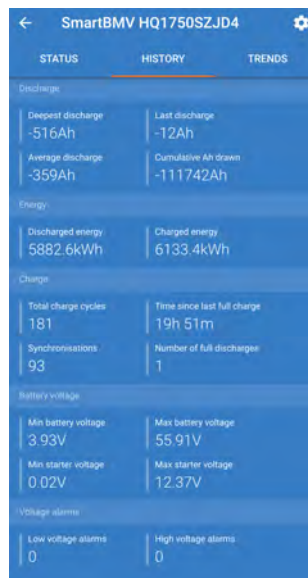 SmartBMV HQ1750SZJD4
STATUS HISTORY TRENDS
Discharge
Deepest discharge Last discharge
-516Ah -12Ah
Average discharge Cumulative Ah drawn
-359Ah -111742Ah
Energy
Discharged energy Charged energy
5882.6kWh 6133.4kWh
Charge
Total charge cycles Time since last full charge
181 19h 51m
Synchronisations Number of full discharges
93 1
Battery voltage
Min battery voltage Max battery voltage
3.93V 55.91V
Min starter voltage Max starter voltage
0.02V 12.37V
Voltage alarms
Low voltage alarms High voltage alarms
0 0